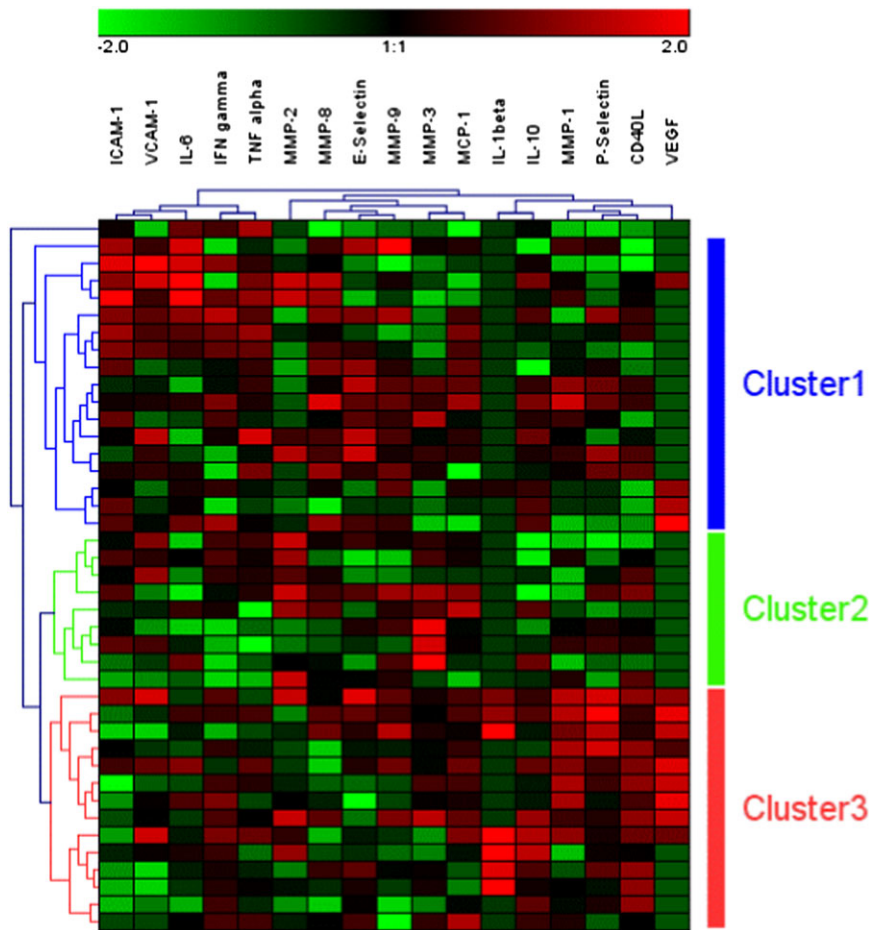 -2.0 1:1 2.0
ICAM-1
VCAM-1
IL-6
IFN gamma
TNF alpha
MMP-2
MMP-8
E-Selectin
MMP-9
MMP-3
MCP-1
IL-1beta
IL-10
MMP-1
P-Selectin
CD40L
VEGF
Cluster1
Cluster2
Cluster3